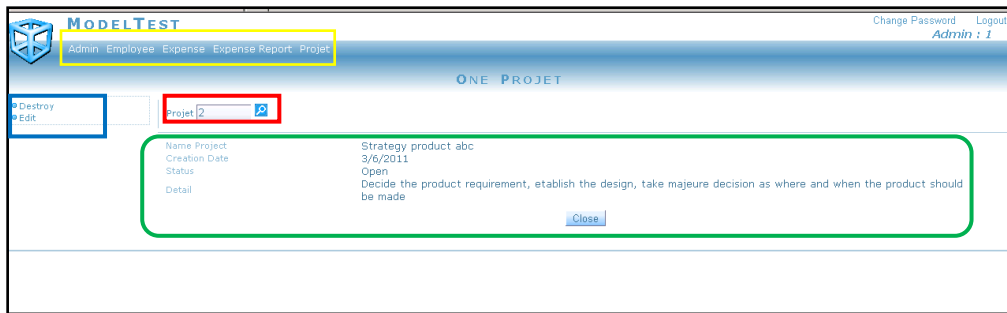 MODELTEST
Change Password Logout
Admin : 1
Admin Employee Expense Expense Report Projet
ONE PROJET
Destroy
Edit
Projet 2
Name Project Strategy product abc
Creation Date 3/6/2011
Status Open
Detail Decide the product requirement, etablish the design, take majeure decision as where and when the product should
be made
Close